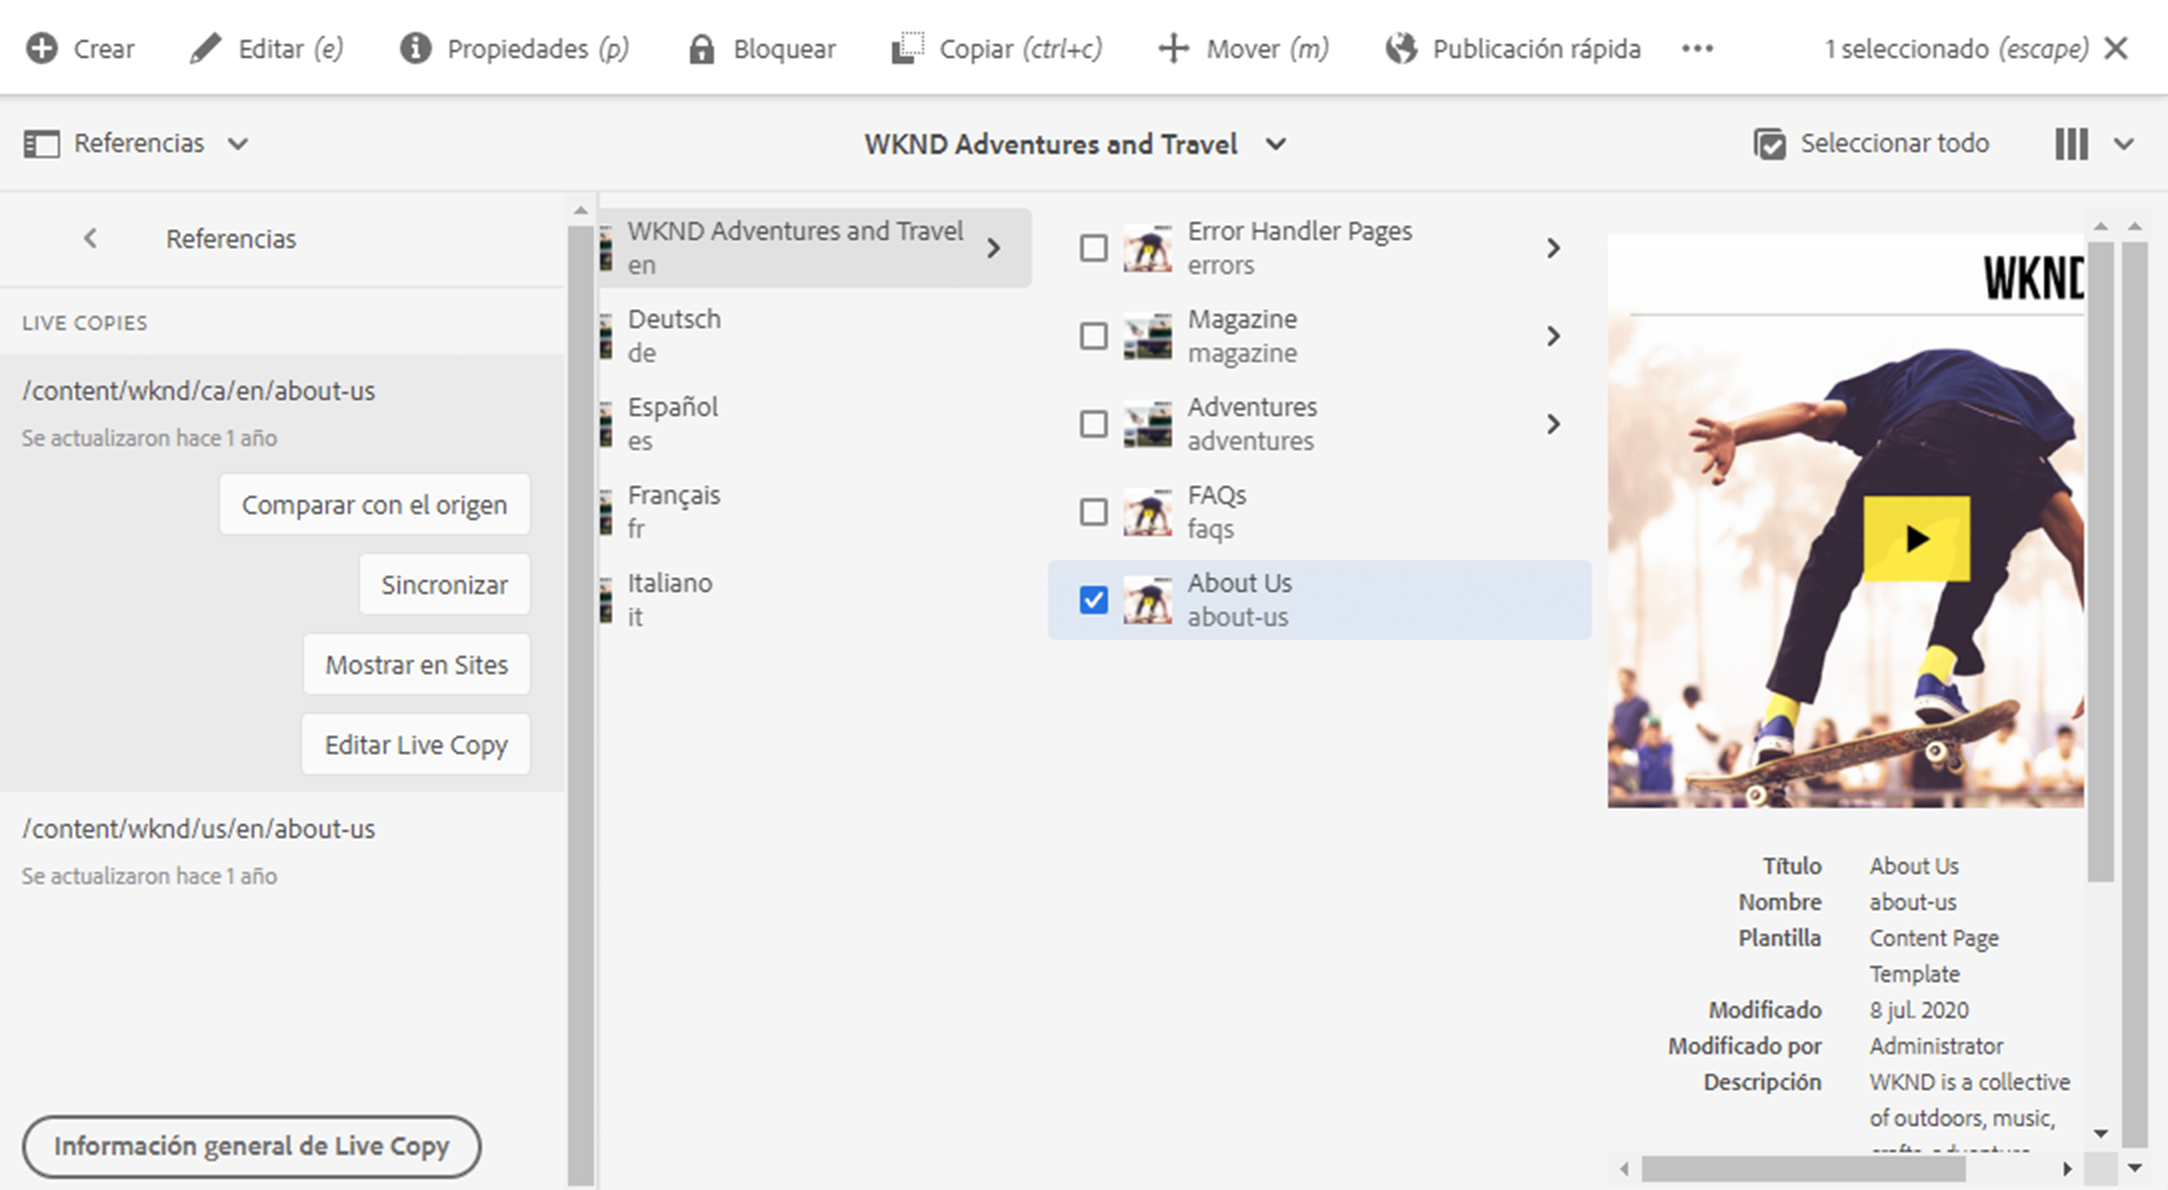 Crear
Editar (e)
Propiedades (p)
Bloquear
Copiar (ctrl+c)
Mover (m)
Publicación rápida
1 seleccionado (escape)
Referencias
WKND Adventures and Travel
Seleccionar todo
Referencias
LIVE COPIES
/content/wknd/ca/en/about-us
Se actualizaron hace 1 año
Comparar con el origen
Sincronizar
Mostrar en Sites
Editar Live Copy
/content/wknd/us/en/about-us
Se actualizaron hace 1 año
Información general de Live Copy
WKND Adventures and Travel
en
Deutsch
de
Español
es
Français
fr
Italiano
it
Error Handler Pages
errors
Magazine
magazine
Adventures
adventures
FAQs
faqs
About Us
about-us
WKND
Título About Us
Nombre about-us
Plantilla Content Page
Template
Modificado 8 jul. 2020
Modificado por Administrator
Descripción WKND is a collective
of outdoors, music,